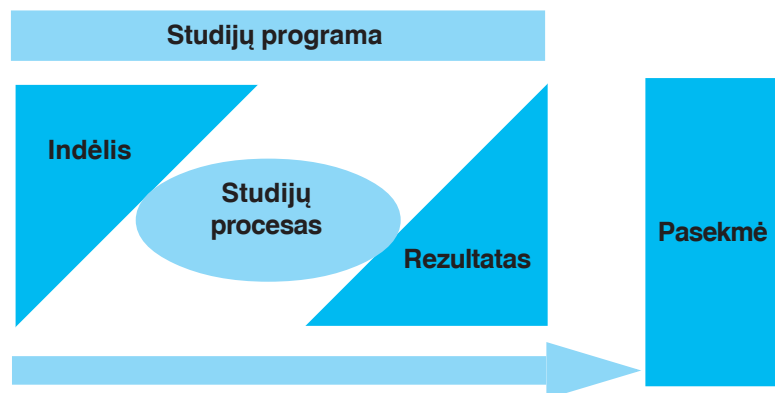 Studijų programa
Indėlis
Studijų
procesas
Rezultatas
Pasekmė